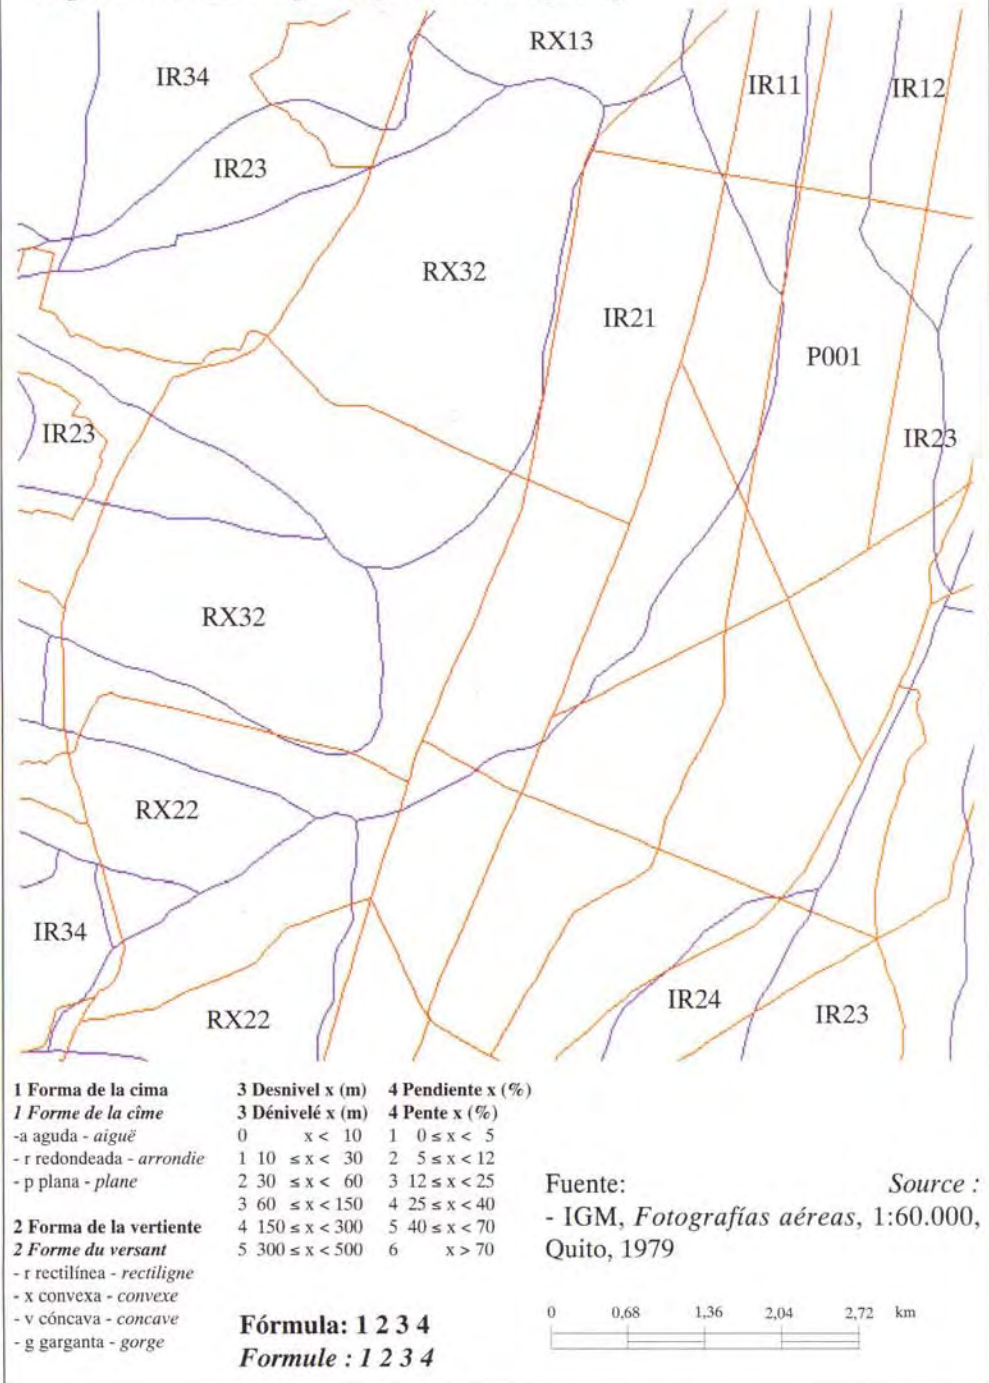 RX13
IR34
IR11
IR12
IR23
RX32
IR21
P001
IR23
IR23
RX32
RX22
IR34
IR24
IR23
RX22
1 Forma de la cima
1 Forme de la cîme
-a aguda - aiguë
- r redondeada - arrondie
- p plana - plane
2 Forma de la vertiente
2 Forme du versant
- r rectilínea - rectiligne
- x convexa - convexe
- v cóncava - concave
- g garganta - gorge
3 Desnivel x (m)
3 Dénivelé x (m)
0 x < 10
1 10 ≤ x < 30
2 30 ≤ x < 60
3 60 ≤ x < 150
4 150 ≤ x < 300
5 300 ≤ x < 500
4 Pendiente x (%)
4 Pente x (%)
1 0 ≤ x < 5
2 5 ≤ x < 12
3 12 ≤ x < 25
4 25 ≤ x < 40
5 40 ≤ x < 70
6 x > 70
Fórmula: 1 2 3 4
Formule : 1 2 3 4
Fuente: Source :
- IGM, Fotografías aéreas, 1:60.000,
Quito, 1979
0 0,68 1,36 2,04 2,72 km